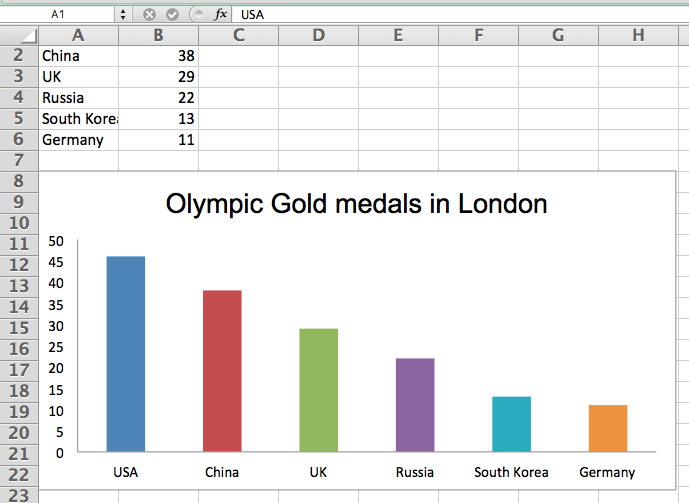 A1 fx USA
A B C D E F G H
2 China 38
3 UK 29
4 Russia 22
5 South Korea 13
6 Germany 11
7
8
9 Olympic Gold medals in London
10
11 50
12 45
13 40
14 35
15 30
16 25
17 20
18 15
19 10
20 5
21 0
22 USA China UK Russia South Korea Germany
23